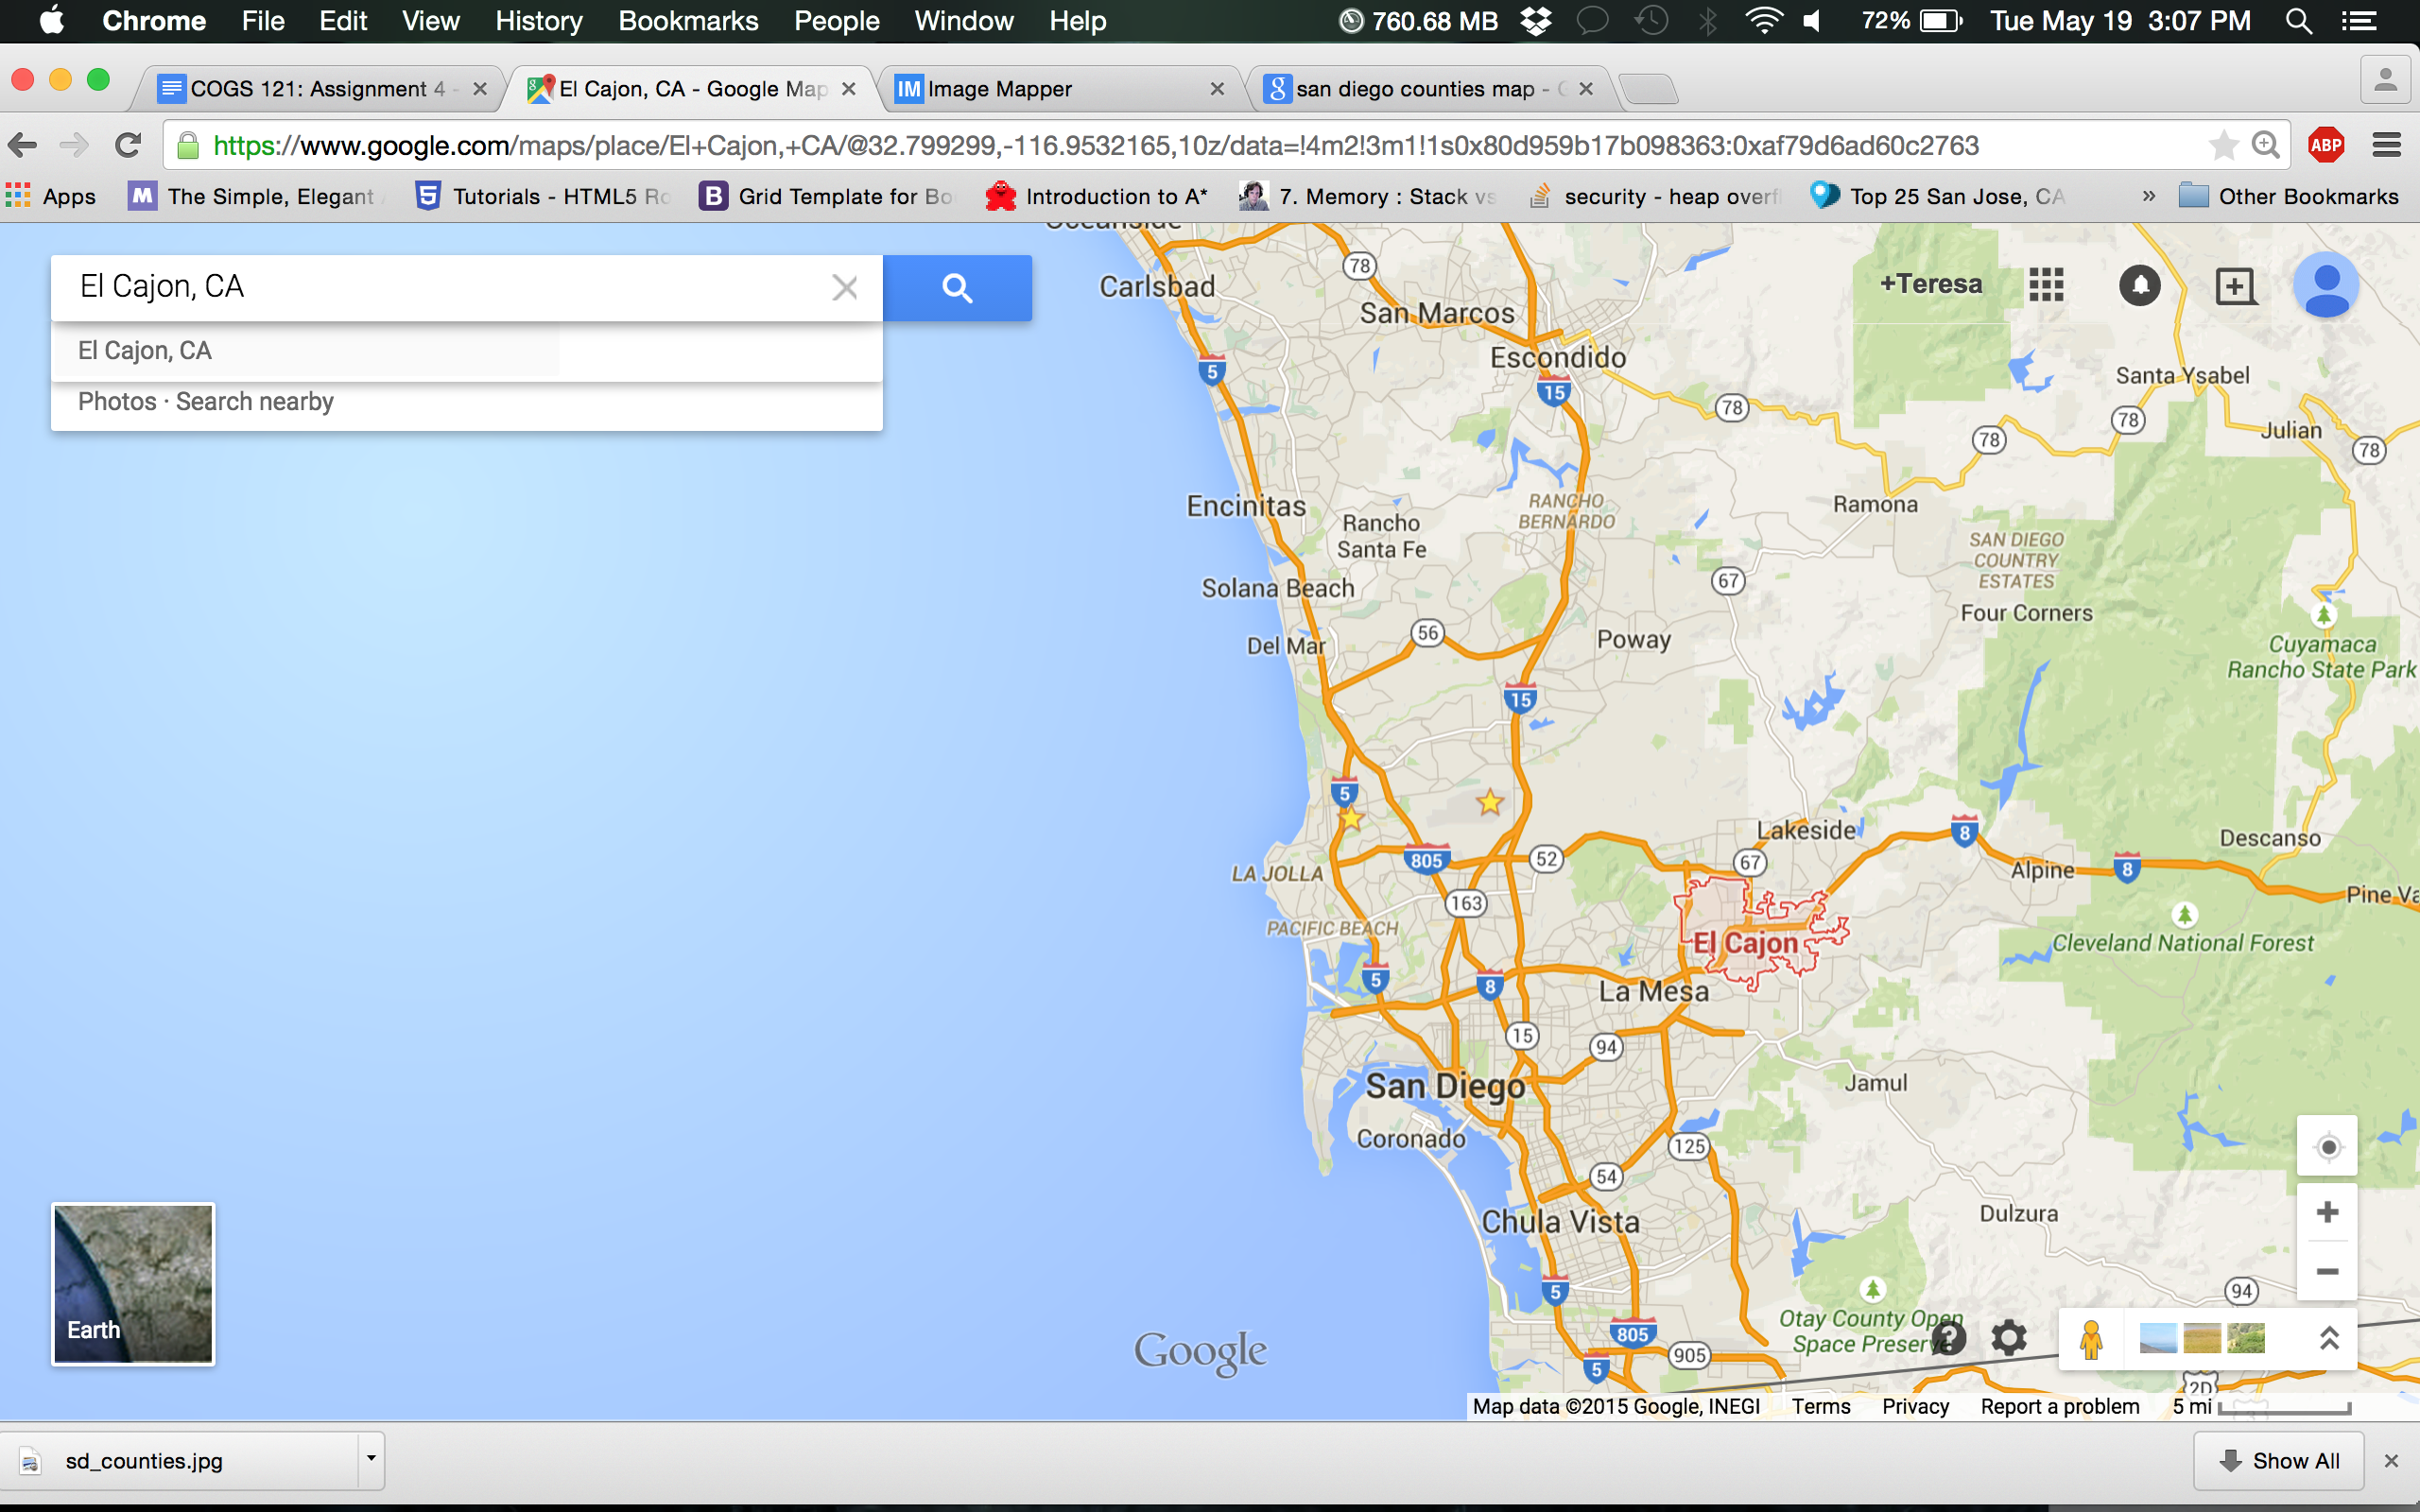 Chrome File Edit View History Bookmarks People Window Help 760.68 MB 72% Tue May 19 3:07 PM
COGS 121: Assignment 4 - El Cajon, CA - Google Map IM Image Mapper san diego counties map -
https://www.google.com/maps/place/El+Cajon,+CA/@32.799299,-116.9532165,10z/data=!4m2!3m1!1s0x80d959b17b098363:0xaf79d6ad60c2763 ABP
Apps M The Simple, Elegant 5 Tutorials - HTML5 Ro B Grid Template for Bo Introduction to A* 7. Memory : Stack vs security - heap overfl Top 25 San Jose, CA » Other Bookmarks
El Cajon, CA
El Cajon, CA
Photos · Search nearby
+Teresa
Oceanside
Carlsbad
78
San Marcos
Escondido
5
15
78
78
78
78
Santa Ysabel
Julian
Encinitas
Rancho
Santa Fe
RANCHO
BERNARDO
Ramona
SAN DIEGO
COUNTRY
ESTATES
67
Solana Beach
Four Corners
Del Mar
56
Poway
Cuyamaca
Rancho State Park
15
5
Lakeside
8
Descanso
LA JOLLA
805
52
67
Alpine
8
Pine Va
163
PACIFIC BEACH
El Cajon
Cleveland National Forest
5
8
La Mesa
15
94
San Diego
Jamul
Coronado
125
54
Chula Vista
Dulzura
5
94
Otay County Open
Space Preserve
805
905
5
2D
Earth
Google
Map data ©2015 Google, INEGI Terms Privacy Report a problem 5 mi
sd_counties.jpg Show All